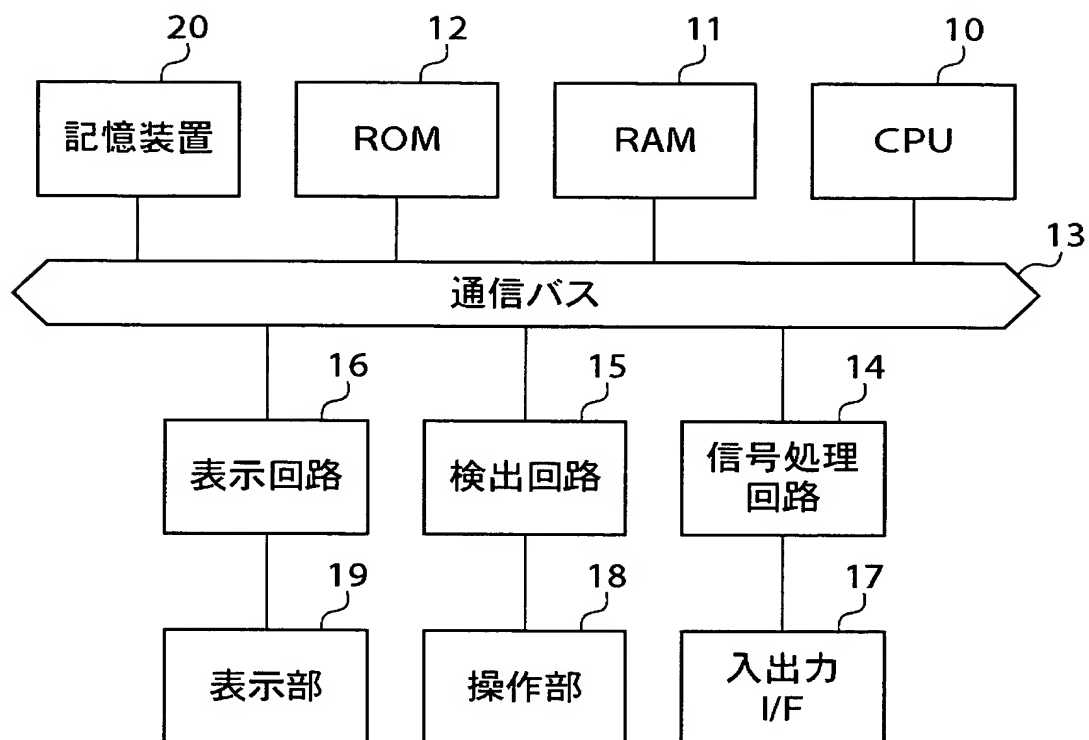 20
12
11
10
記憶装置
ROM
RAM
CPU
13
通信バス
16
15
14
表示回路
検出回路
信号処理
回路
19
18
17
表示部
操作部
入出力
I/F